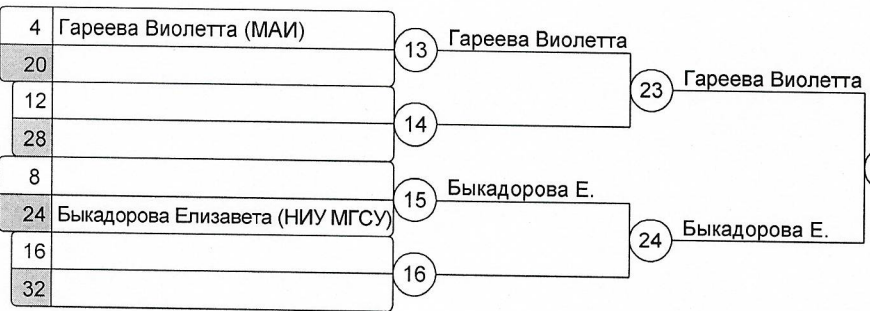 4 Гареева Виолетта (МАИ)
20
12
28
8
24 Быкадорова Елизавета (НИУ МГСУ)
16
32
13 Гареева Виолетта
14
15 Быкадорова Е.
16
23 Гареева Виолетта
24 Быкадорова Е.